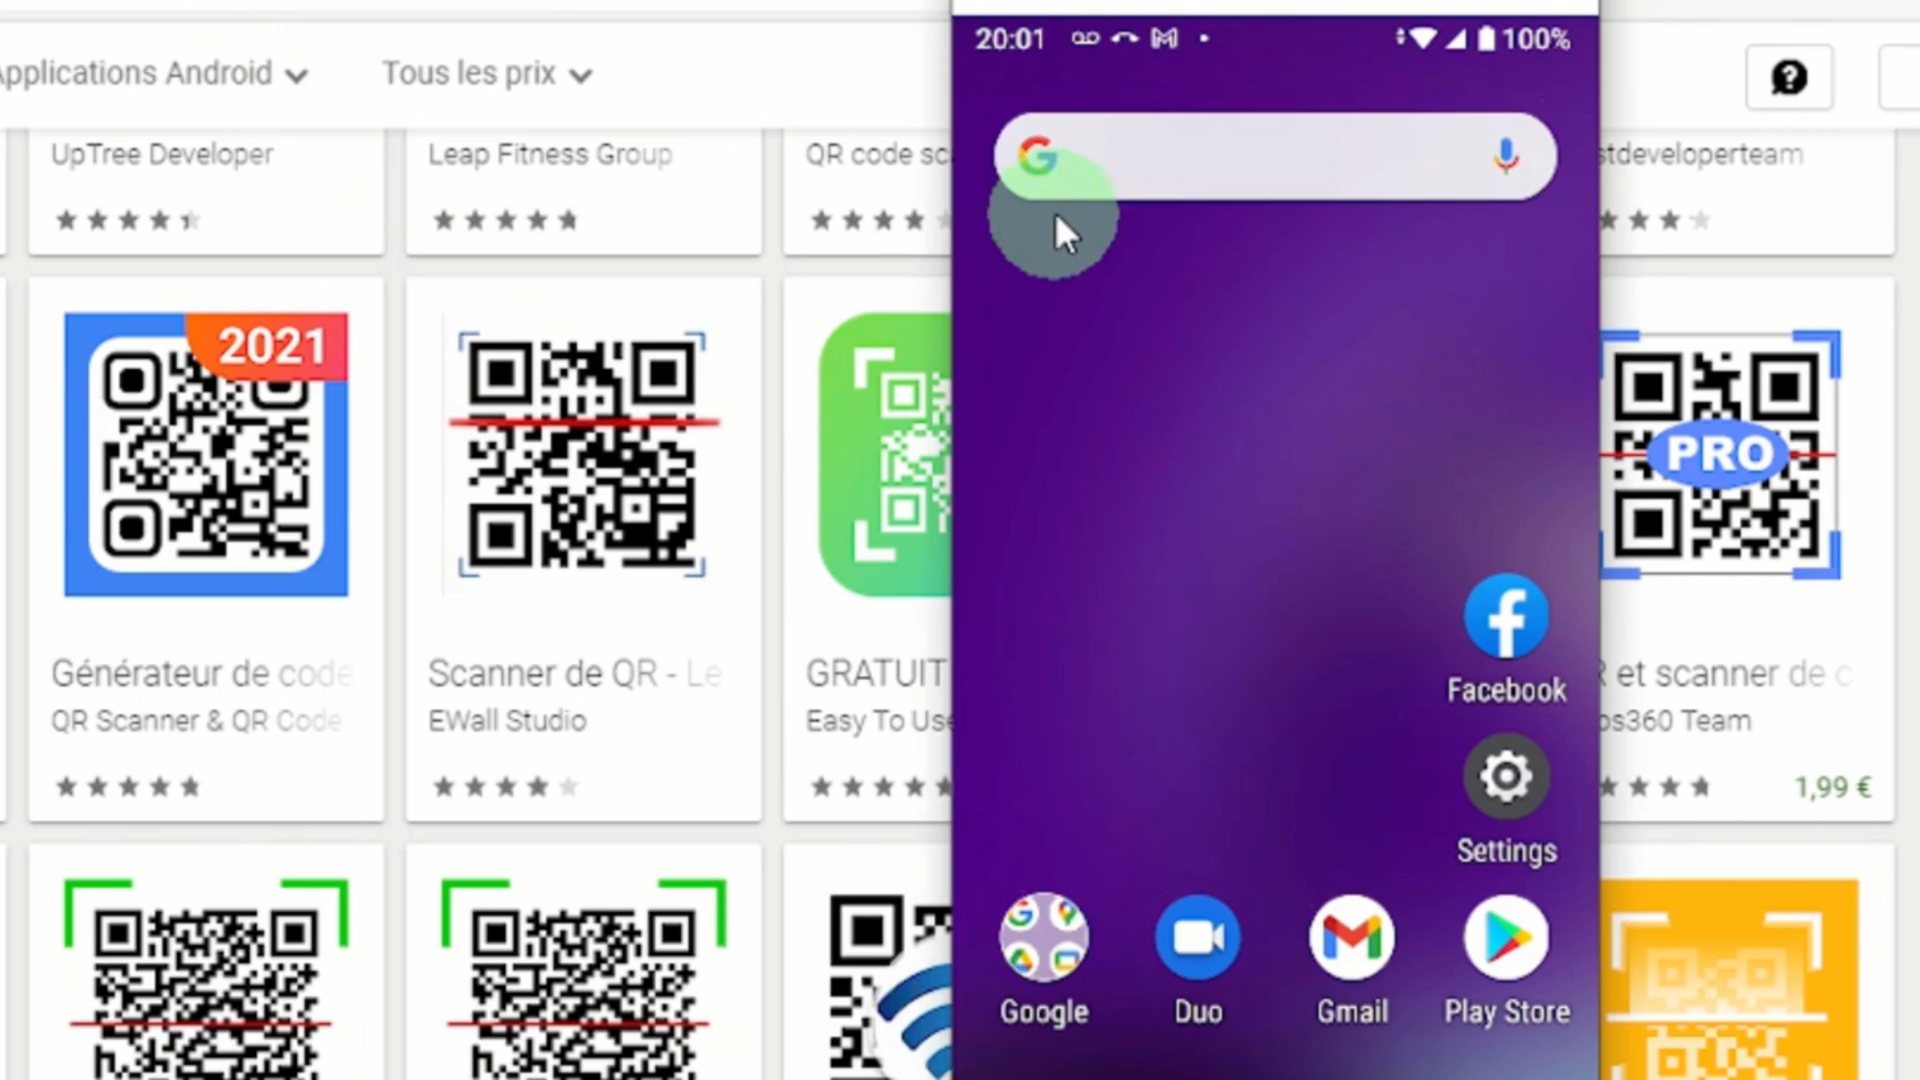 Applications Android
Tous les prix
UpTree Developer
Leap Fitness Group
QR code
2021
Générateur de code
QR Scanner & QR Code
Scanner de QR - Le
EWall Studio
GRATUIT
Easy To Use
20:01
100%
Facebook
Settings
Google
Duo
Gmail
Play Store
stdeveloperteam
PRO
et scanner de c
os360 Team
1,99 €